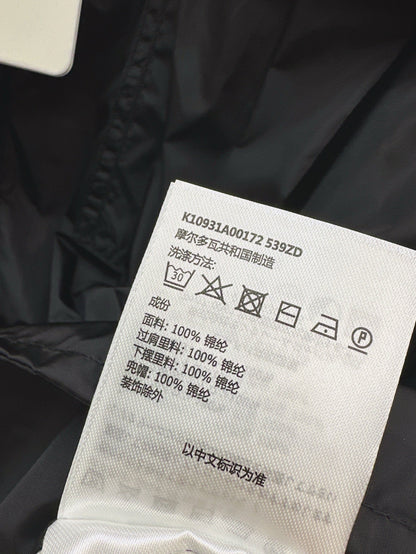 K10931A00172 539ZD
摩尔多瓦共和国制造
洗涤方法:
30
P
成份
面料: 100% 锦纶
过肩里料: 100% 锦纶
下摆里料: 100% 锦纶
兜帽: 100% 锦纶
装饰除外
以中文标识为准